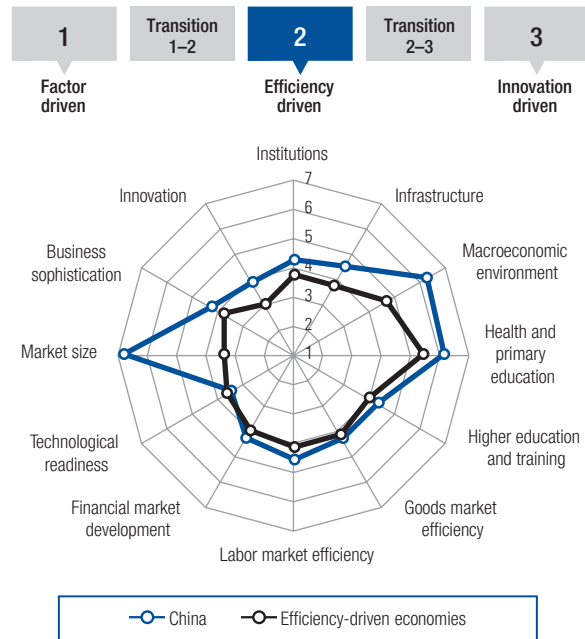 1
Transition
1–2
2
Transition
2–3
3
Factor
driven
Efficiency
driven
Innovation
driven
Institutions
7
6
5
4
3
2
1
Infrastructure
Macroeconomic
environment
Health and
primary
education
Higher education
and training
Goods market
efficiency
Labor market efficiency
Financial market
development
Technological
readiness
Market size
Business
sophistication
Innovation
China
Efficiency-driven economies